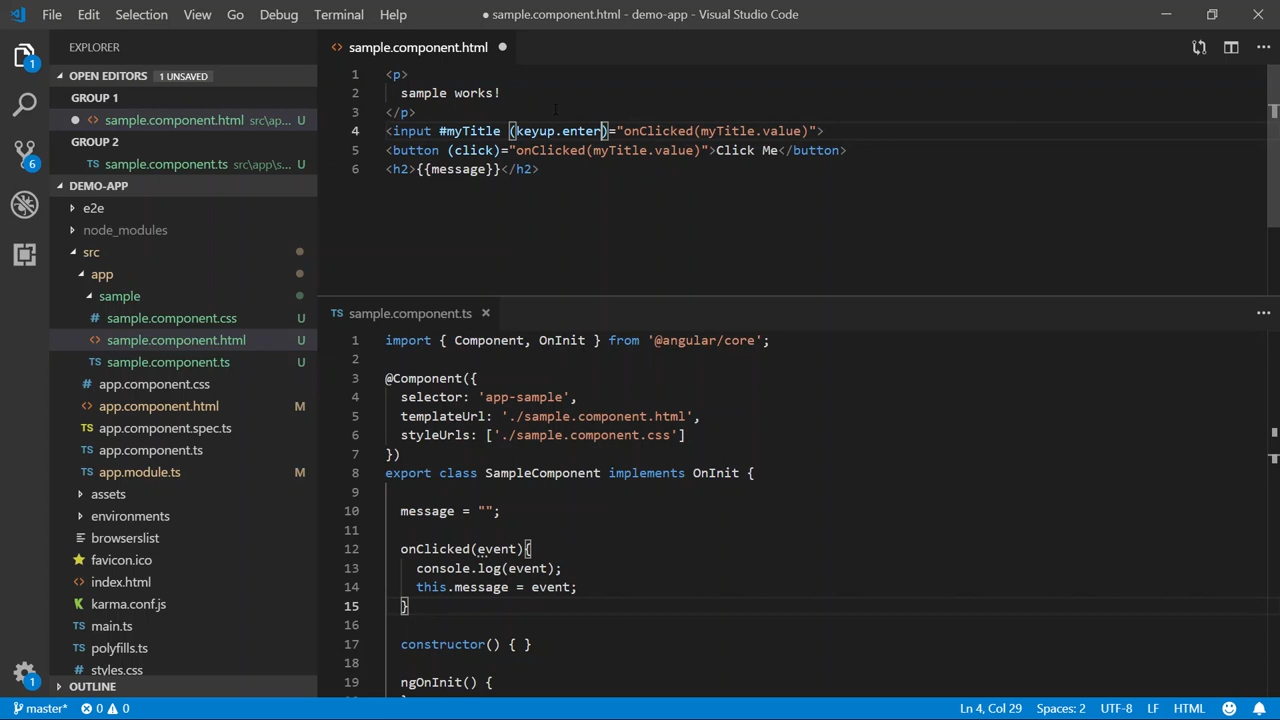 File Edit Selection View Go Debug Terminal Help
● sample.component.html - demo-app - Visual Studio Code
EXPLORER
OPEN EDITORS 1 UNSAVED
GROUP 1
sample.component.html src\ap... U
GROUP 2
TS sample.component.ts src\app\s... U
DEMO-APP
e2e
node_modules
src
app
sample
# sample.component.css U
<> sample.component.html U
TS sample.component.ts U
# app.component.css
<> app.component.html M
TS app.component.spec.ts
TS app.component.ts
TS app.module.ts M
assets
environments
browserslist
favicon.ico
<> index.html
karma.conf.js
TS main.ts
TS polyfills.ts
# styles.css
OUTLINE
1
6
1
<> sample.component.html ●
1 <p>
2 sample works!
3 </p>
4 <input #myTitle (keyup.enter)="onClicked(myTitle.value)">
5 <button (click)="onClicked(myTitle.value)">Click Me</button>
6 <h2>{{message}}</h2>
TS sample.component.ts ×
1 import { Component, OnInit } from '@angular/core';
2
3 @Component({
4 selector: 'app-sample',
5 templateUrl: './sample.component.html',
6 styleUrls: ['./sample.component.css']
7 })
8 export class SampleComponent implements OnInit {
9
10 message = "";
11
12 onClicked(event){
13 console.log(event);
14 this.message = event;
15 }
16
17 constructor() { }
18
19 ngOnInit() {
master* 0 0
Ln 4, Col 29 Spaces: 2 UTF-8 LF HTML